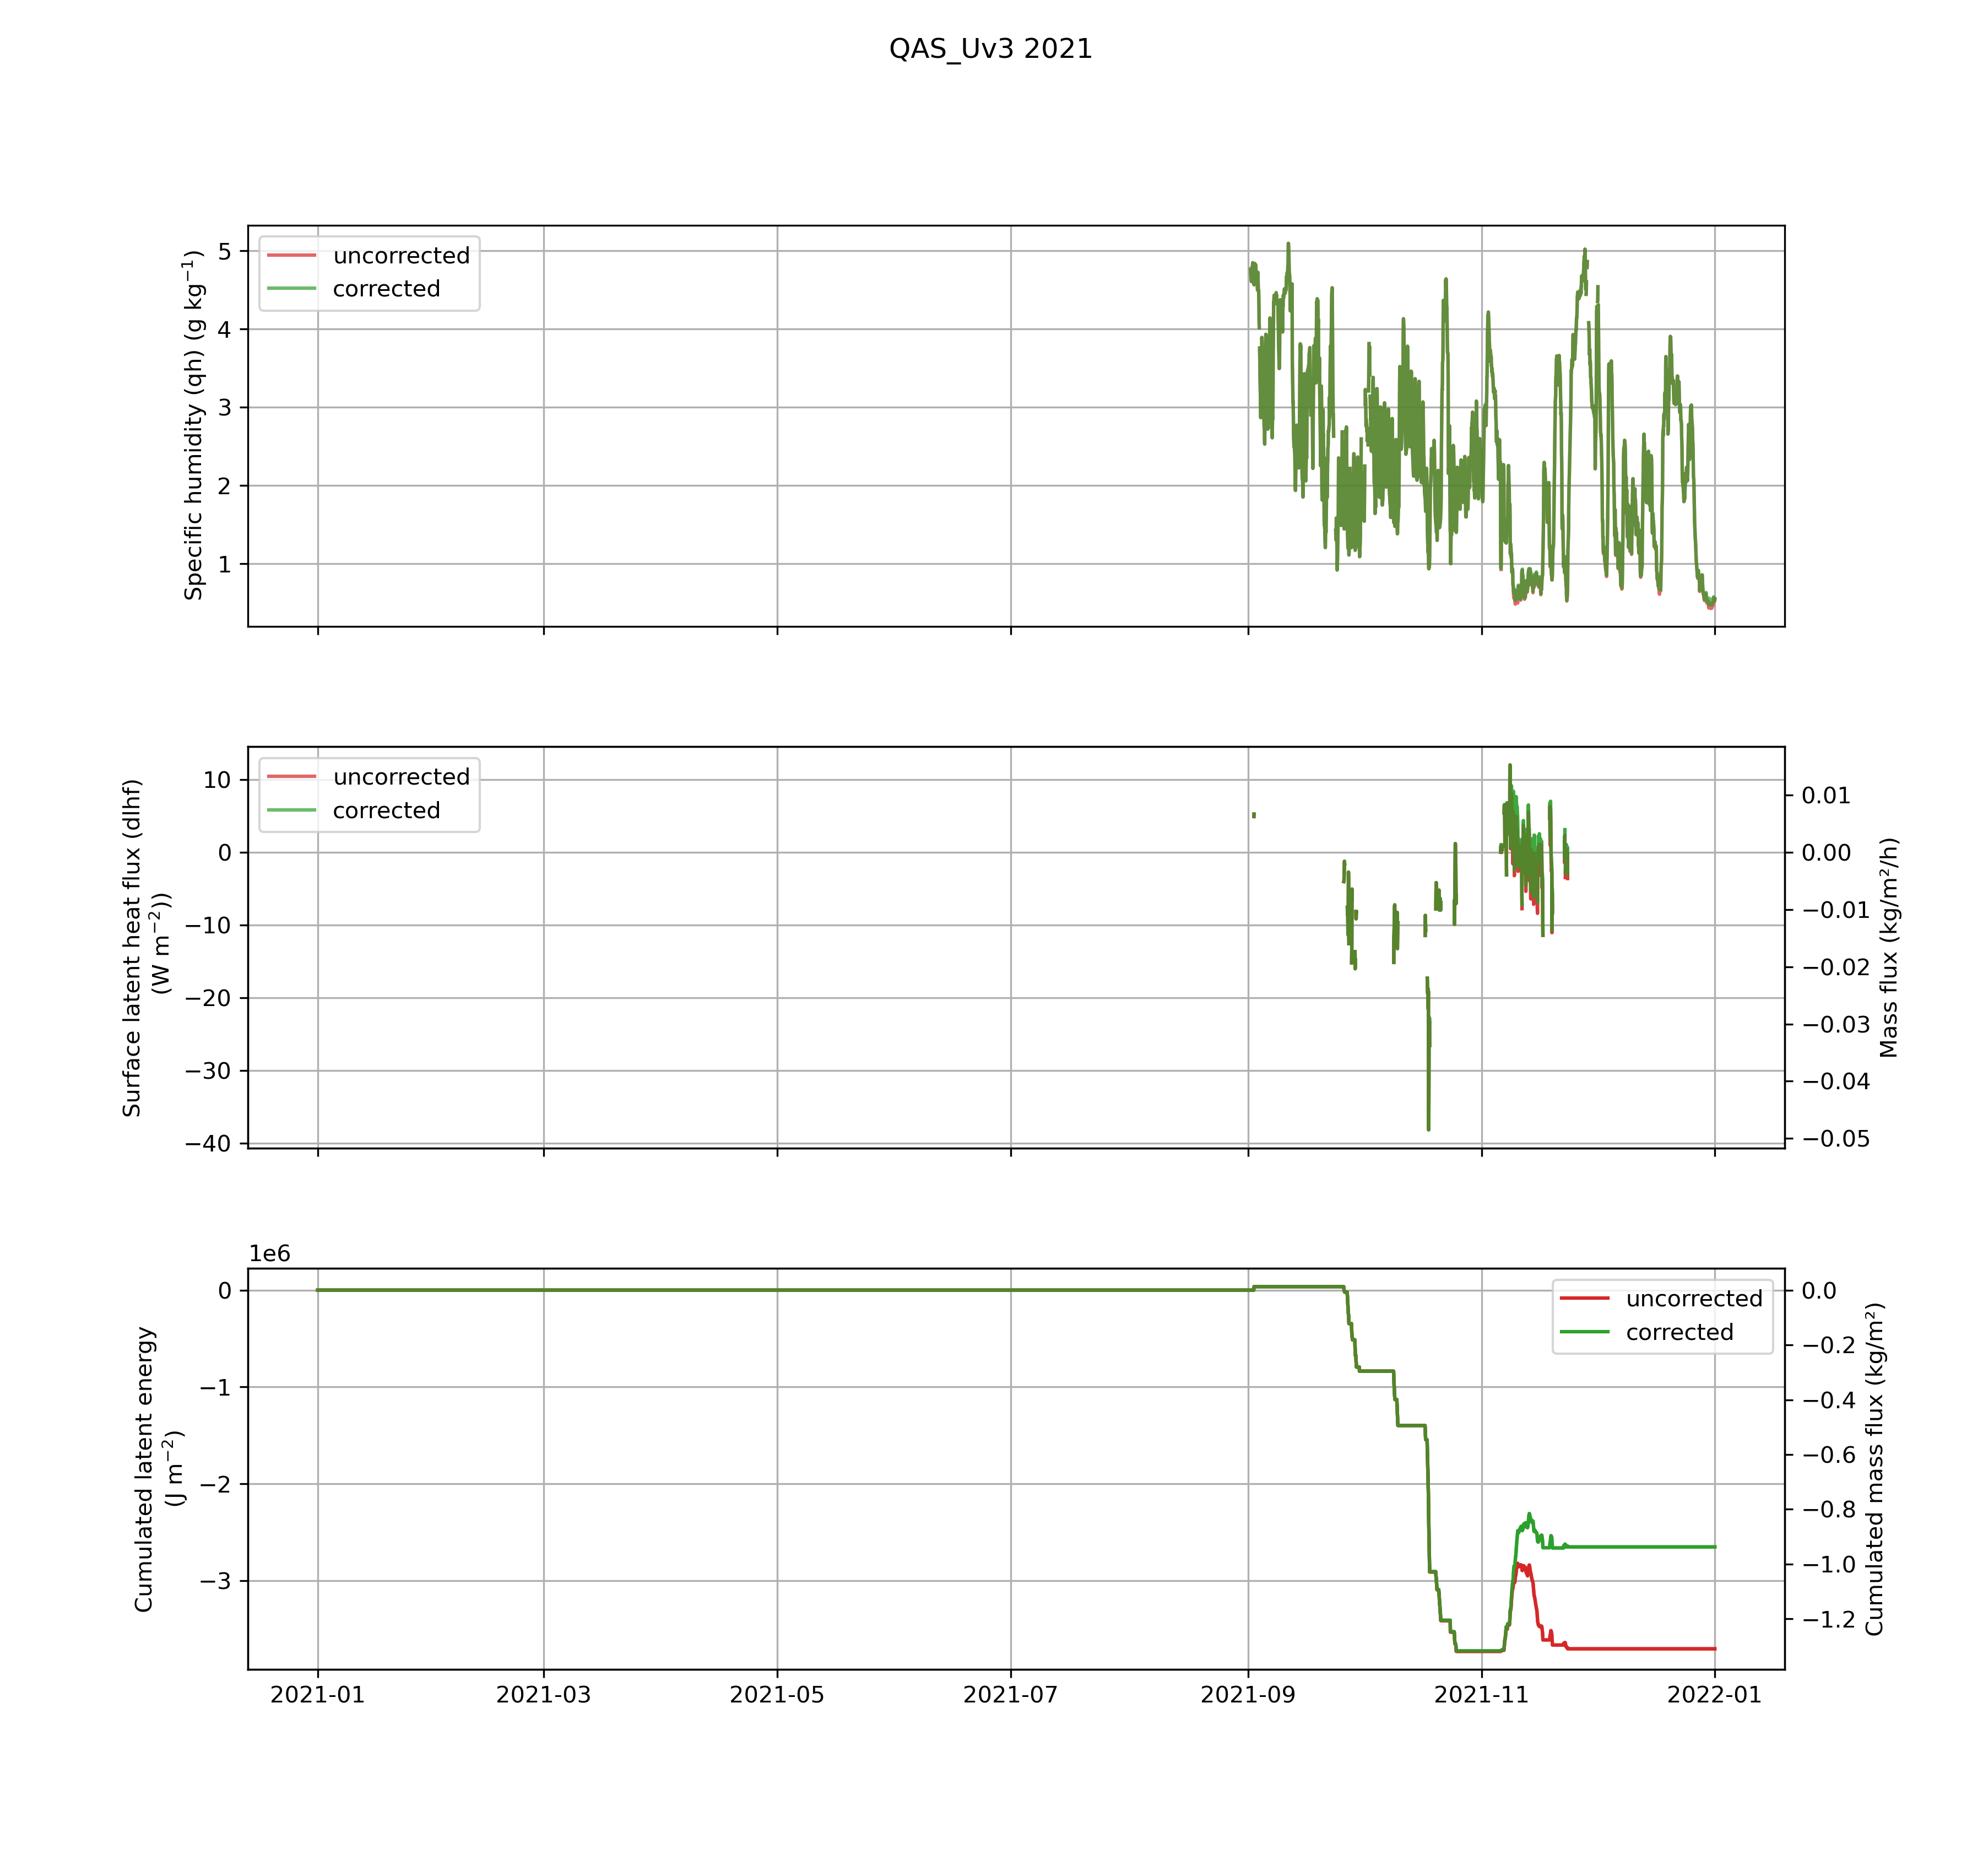 QAS_Uv3 2021
Specific humidity (qh) (g kg⁻¹)
5
4
3
2
1
uncorrected
corrected
Surface latent heat flux (dlhf)
(W m⁻²))
10
0
−10
−20
−30
−40
uncorrected
corrected
0.01
0.00
−0.01
−0.02
−0.03
−0.04
−0.05
Mass flux (kg/m²/h)
1e6
Cumulated latent energy
(J m⁻²)
0
−1
−2
−3
uncorrected
corrected
0.0
−0.2
−0.4
−0.6
−0.8
−1.0
−1.2
Cumulated mass flux (kg/m²)
2021-01
2021-03
2021-05
2021-07
2021-09
2021-11
2022-01